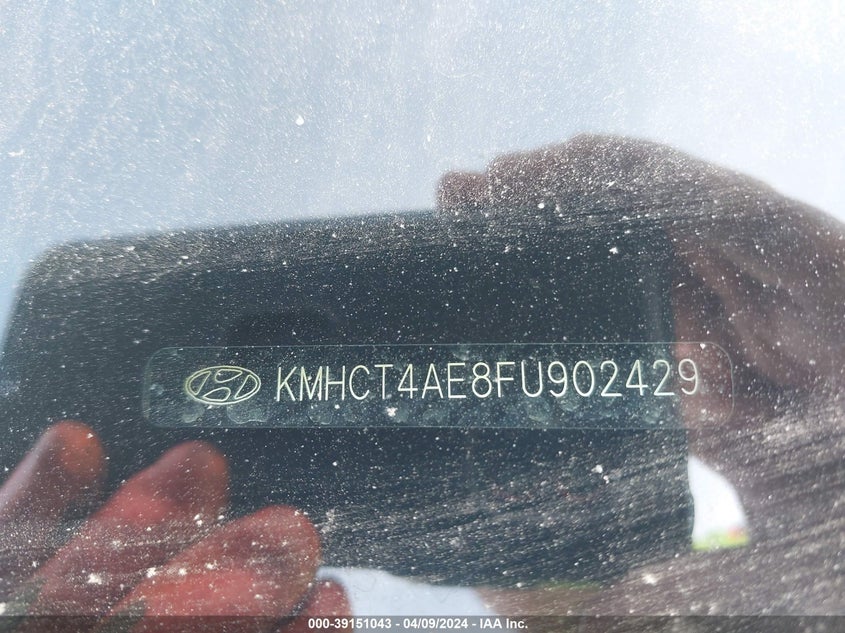 KMHCT4AE8FU902429
000-39151043 - 04/09/2024 - IAA Inc.